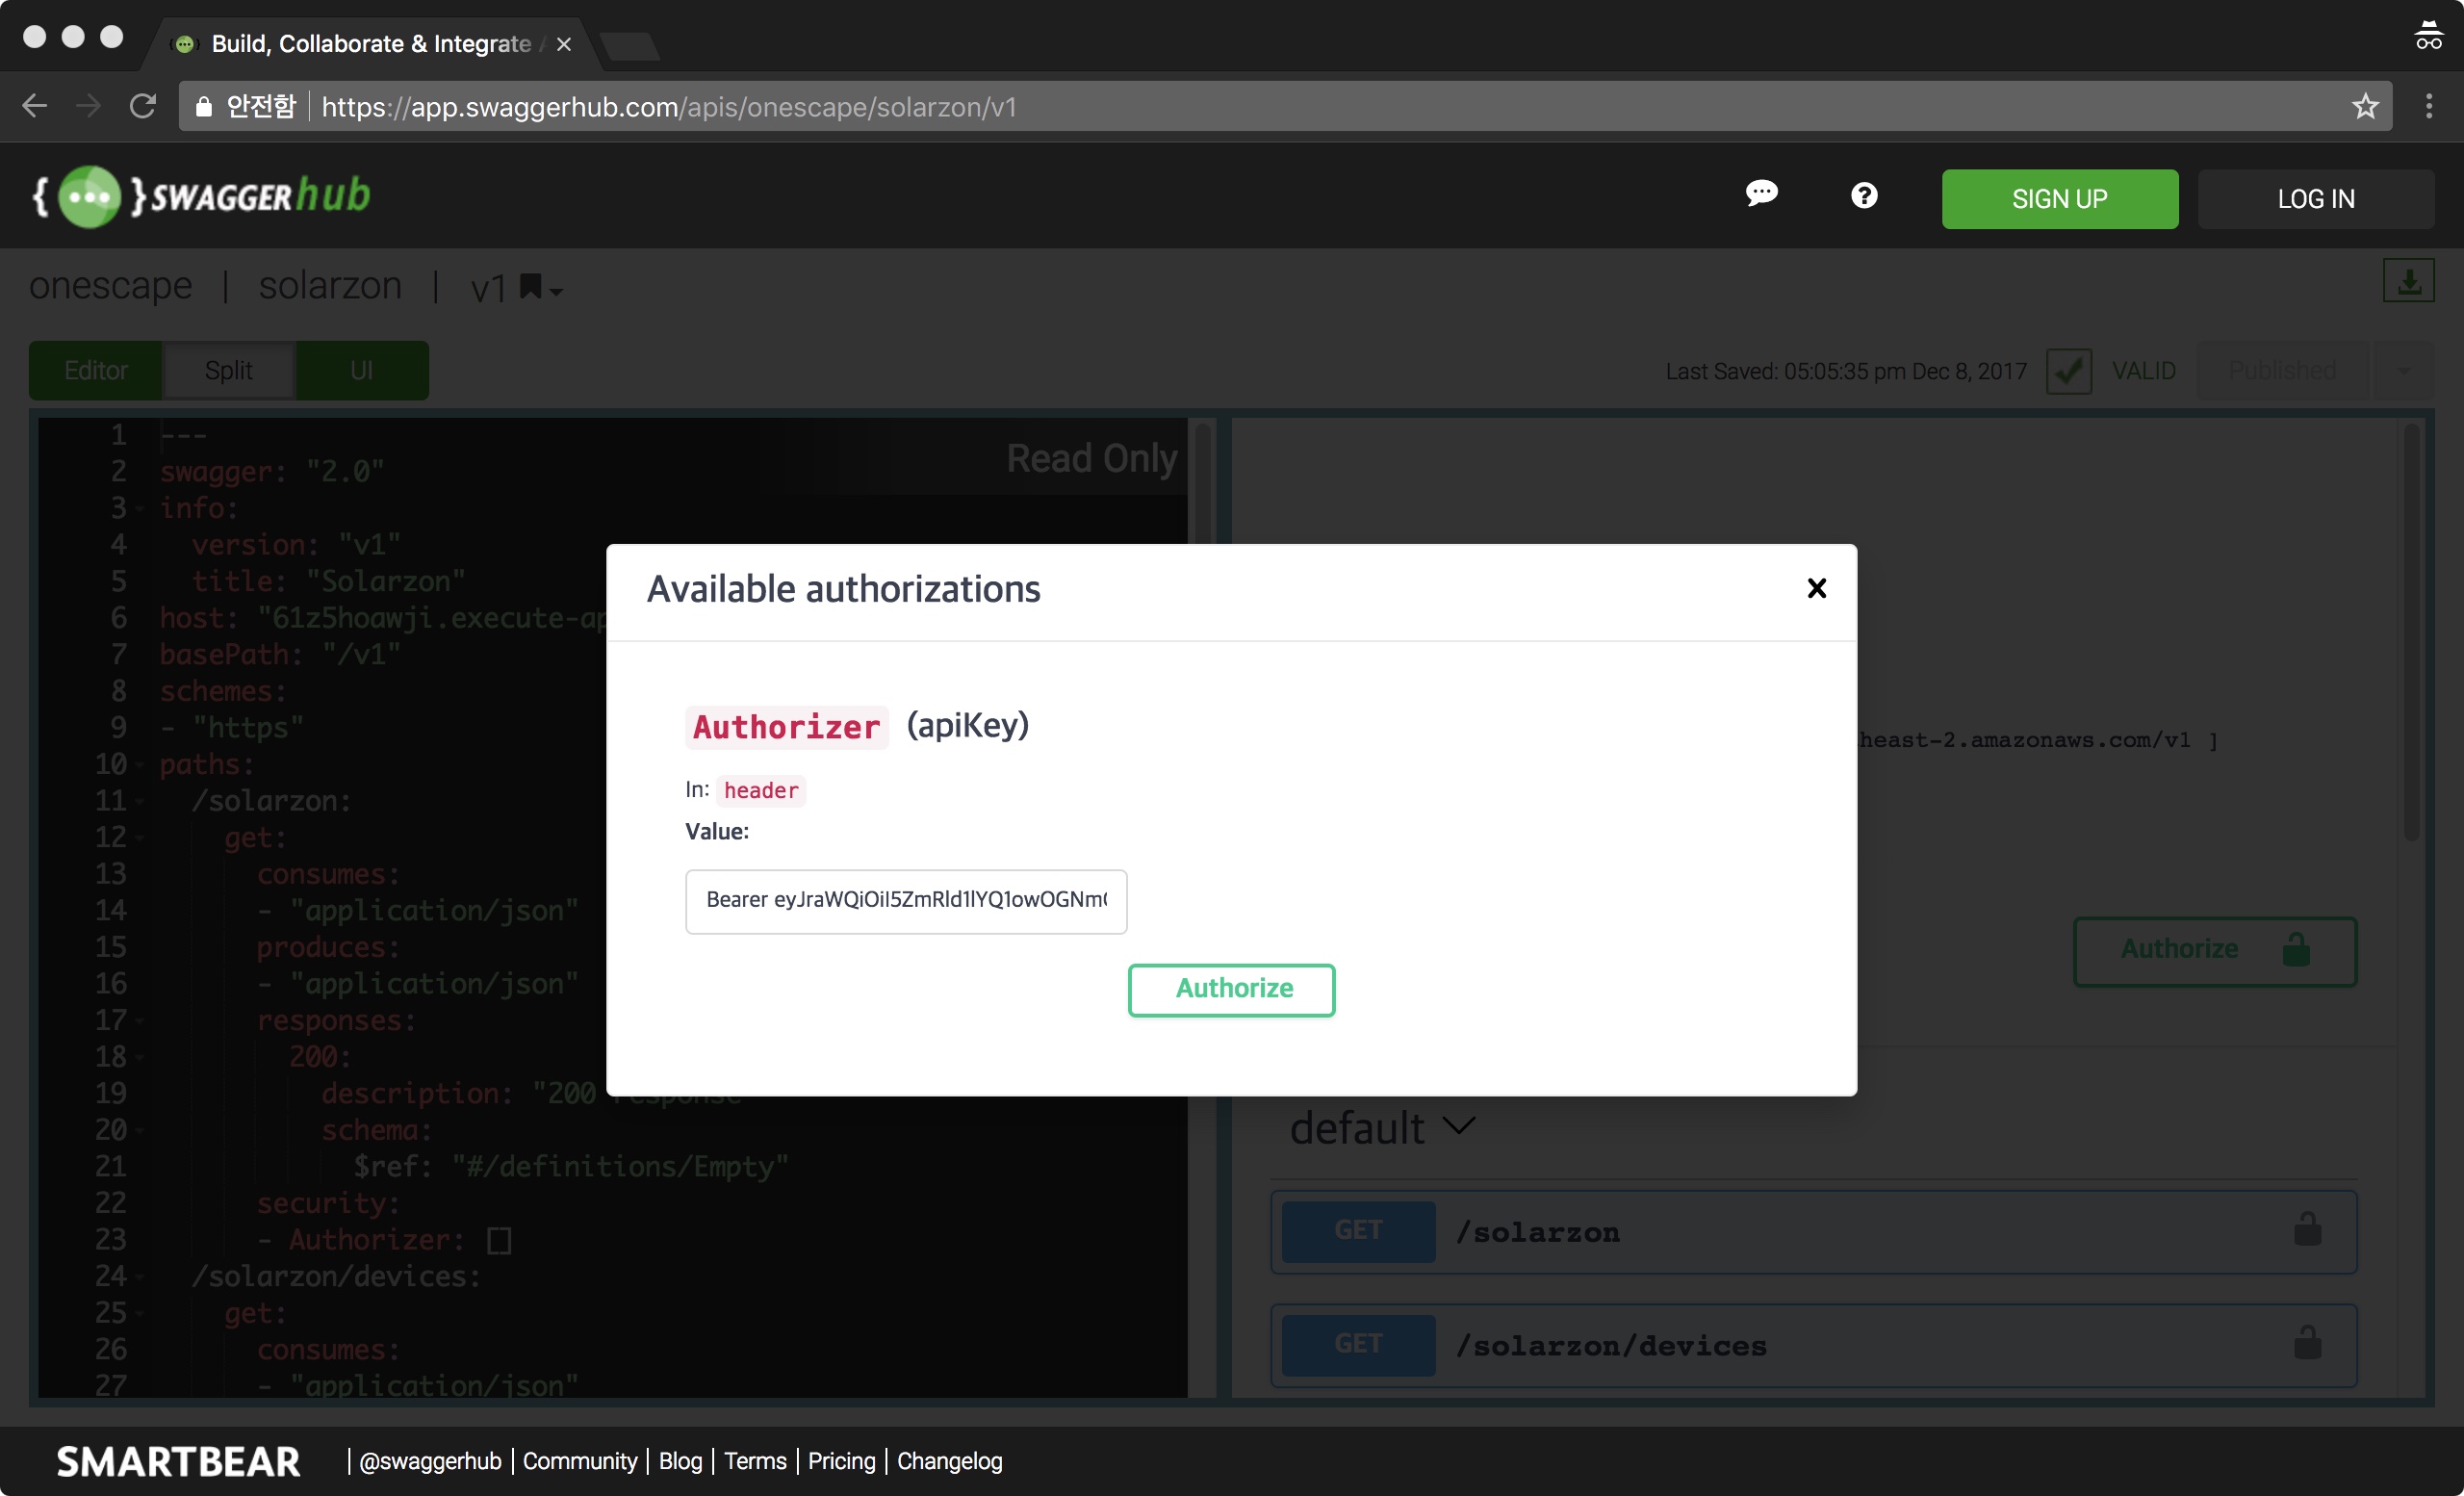 Build, Collaborate & Integrate
안전함 https://app.swaggerhub.com/apis/onescape/solarzon/v1
{ ... } SWAGGER hub
SIGN UP
LOG IN
onescape | solarzon | v1
Editor Split UI
Last Saved: 05:05:35 pm Dec 8, 2017 VALID Published
Read Only
1 ---
2 swagger: "2.0"
3 info:
4 version: "v1"
5 title: "Solarzon"
6 host: "61z5hoawji.execute-ap
7 basePath: "/v1"
8 schemes:
9 - "https"
10 paths:
11 /solarzon:
12 get:
13 consumes:
14 - "application/json"
15 produces:
16 - "application/json"
17 responses:
18 200:
19 description: "200 response
20 schema:
21 $ref: "#/definitions/Empty"
22 security:
23 - Authorizer: []
24 /solarzon/devices:
25 get:
26 consumes:
27 - "application/json"
Available authorizations
Authorizer (apiKey)
In: header
Value:
Bearer eyJraWQiOiI5ZmRld1lYQ1owOGNm
Authorize
heast-2.amazonaws.com/v1 ]
Authorize
default
GET /solarzon
GET /solarzon/devices
SMARTBEAR | @swaggerhub | Community | Blog | Terms | Pricing | Changelog